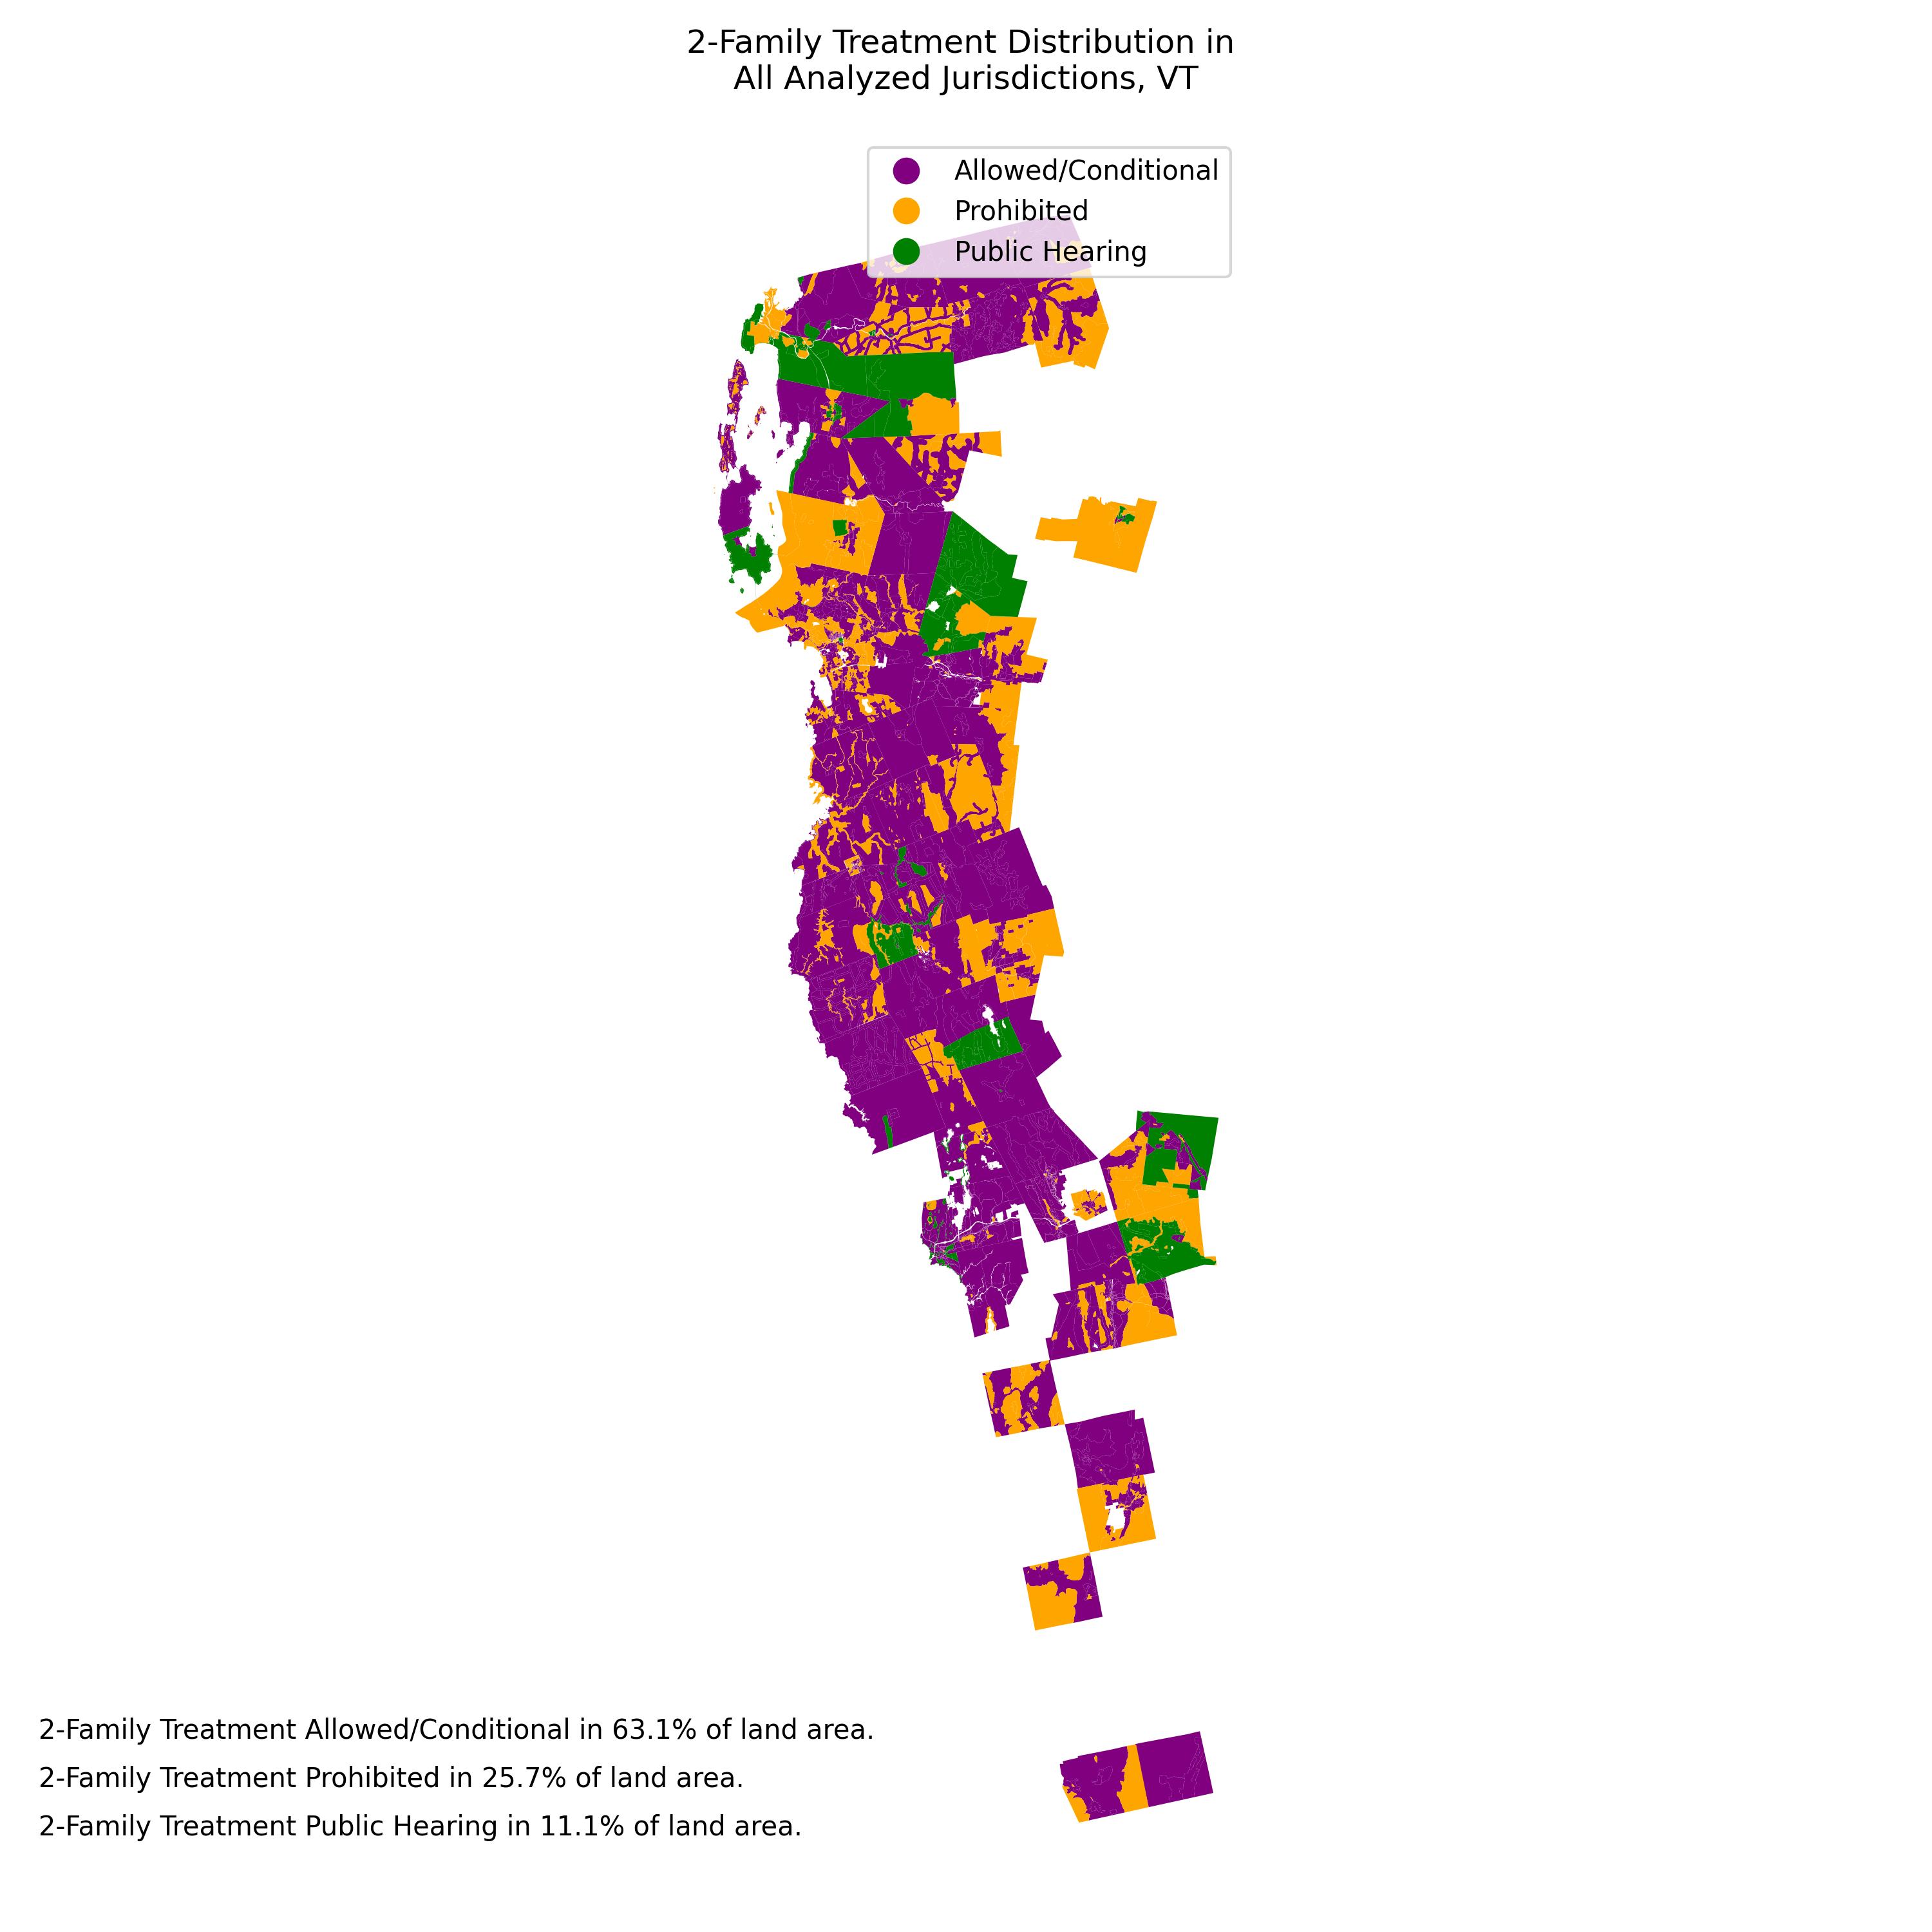 2-Family Treatment Distribution in
All Analyzed Jurisdictions, VT
Allowed/Conditional
Prohibited
Public Hearing
2-Family Treatment Allowed/Conditional in 63.1% of land area.
2-Family Treatment Prohibited in 25.7% of land area.
2-Family Treatment Public Hearing in 11.1% of land area.